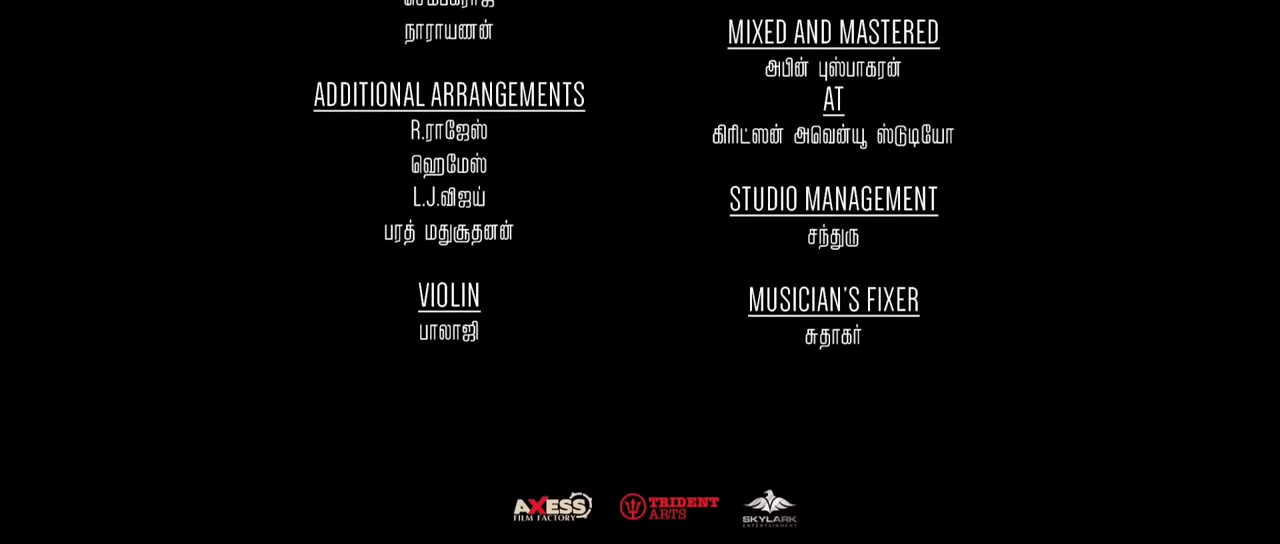 நாராயணன்
ADDITIONAL ARRANGEMENTS
R.ராஜேஸ்
ஹெமேஸ்
L.J.விஜய்
பரத் மதுசூதனன்
VIOLIN
பாலாஜி
MIXED AND MASTERED
அபின் புஸ்பாகரன்
AT
கிரிட்ஸன் அவென்யூ ஸ்டுடியோ
STUDIO MANAGEMENT
சந்துரு
MUSICIAN'S FIXER
சுதாகர்
AXESS
FILM FACTORY
TRIDENT
ARTS
SKYLARK
ENTERTAINMENT